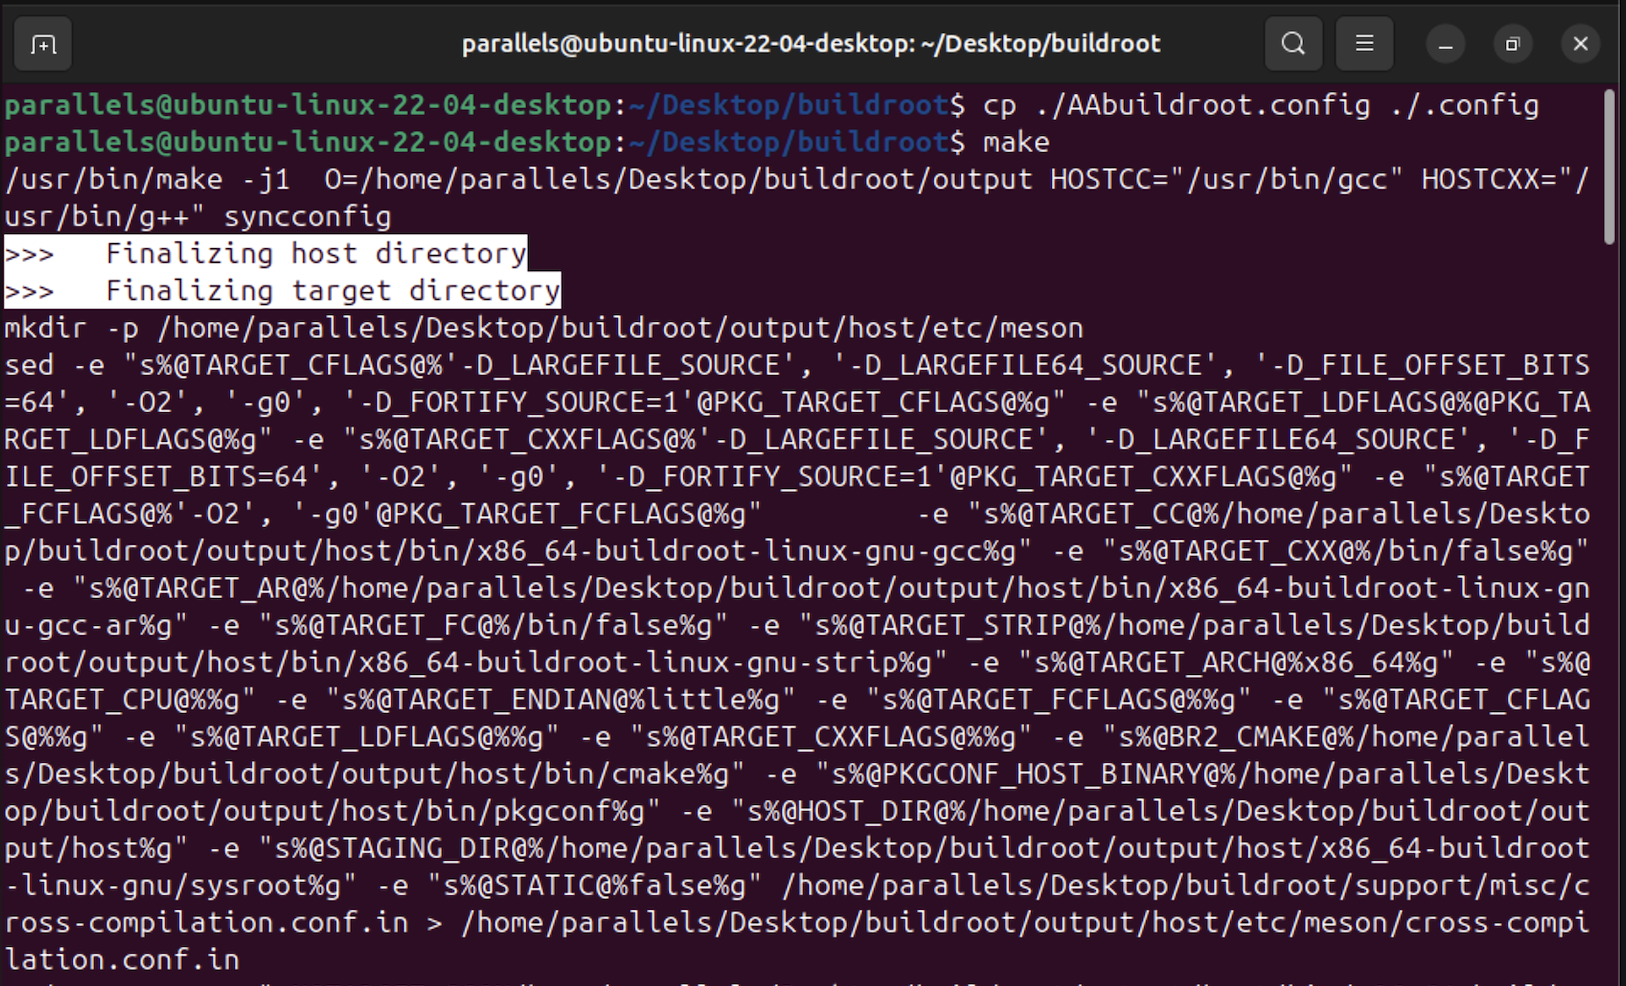 parallels@ubuntu-linux-22-04-desktop: ~/Desktop/buildroot
parallels@ubuntu-linux-22-04-desktop:~/Desktop/buildroot$ cp ./AAbuildroot.config ./.config
parallels@ubuntu-linux-22-04-desktop:~/Desktop/buildroot$ make
/usr/bin/make -j1  O=/home/parallels/Desktop/buildroot/output HOSTCC="/usr/bin/gcc" HOSTCXX="/
usr/bin/g++" syncconfig
>>>   Finalizing host directory
>>>   Finalizing target directory
mkdir -p /home/parallels/Desktop/buildroot/output/host/etc/meson
sed -e "s%@TARGET_CFLAGS@%'-D_LARGEFILE_SOURCE', '-D_LARGEFILE64_SOURCE', '-D_FILE_OFFSET_BITS
=64', '-O2', '-g0', '-D_FORTIFY_SOURCE=1'@PKG_TARGET_CFLAGS@%g" -e "s%@TARGET_LDFLAGS@%@PKG_TA
RGET_LDFLAGS@%g" -e "s%@TARGET_CXXFLAGS@%'-D_LARGEFILE_SOURCE', '-D_LARGEFILE64_SOURCE', '-D_F
ILE_OFFSET_BITS=64', '-O2', '-g0', '-D_FORTIFY_SOURCE=1'@PKG_TARGET_CXXFLAGS@%g" -e "s%@TARGET
_FCFLAGS@%'-O2', '-g0'@PKG_TARGET_FCFLAGS@%g"         -e "s%@TARGET_CC@%/home/parallels/Deskto
p/buildroot/output/host/bin/x86_64-buildroot-linux-gnu-gcc%g" -e "s%@TARGET_CXX@%/bin/false%g"
 -e "s%@TARGET_AR@%/home/parallels/Desktop/buildroot/output/host/bin/x86_64-buildroot-linux-gn
u-gcc-ar%g" -e "s%@TARGET_FC@%/bin/false%g" -e "s%@TARGET_STRIP@%/home/parallels/Desktop/build
root/output/host/bin/x86_64-buildroot-linux-gnu-strip%g" -e "s%@TARGET_ARCH@%x86_64%g" -e "s%@
TARGET_CPU@%%g" -e "s%@TARGET_ENDIAN@%little%g" -e "s%@TARGET_FCFLAGS@%%g" -e "s%@TARGET_CFLAG
S@%%g" -e "s%@TARGET_LDFLAGS@%%g" -e "s%@TARGET_CXXFLAGS@%%g" -e "s%@BR2_CMAKE@%/home/parallel
s/Desktop/buildroot/output/host/bin/cmake%g" -e "s%@PKGCONF_HOST_BINARY@%/home/parallels/Deskt
op/buildroot/output/host/bin/pkgconf%g" -e "s%@HOST_DIR@%/home/parallels/Desktop/buildroot/out
put/host%g" -e "s%@STAGING_DIR@%/home/parallels/Desktop/buildroot/output/host/x86_64-buildroot
-linux-gnu/sysroot%g" -e "s%@STATIC@%false%g" /home/parallels/Desktop/buildroot/support/misc/c
ross-compilation.conf.in > /home/parallels/Desktop/buildroot/output/host/etc/meson/cross-compi
lation.conf.in